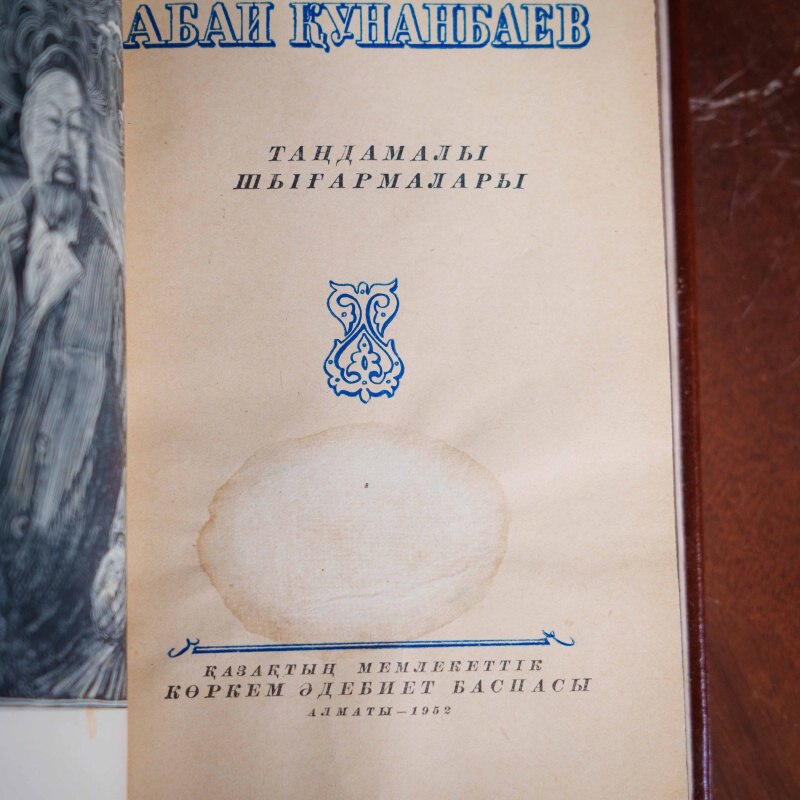 АБАЙ ҚҰНАНБАЕВ
ТАҢДАМАЛЫ
ШЫҒАРМАЛАРЫ
ҚАЗАҚТЫҢ МЕМЛЕКЕТТІК
КӨРКЕМ ӘДЕБИЕТ БАСПАСЫ
АЛМАТЫ—1952